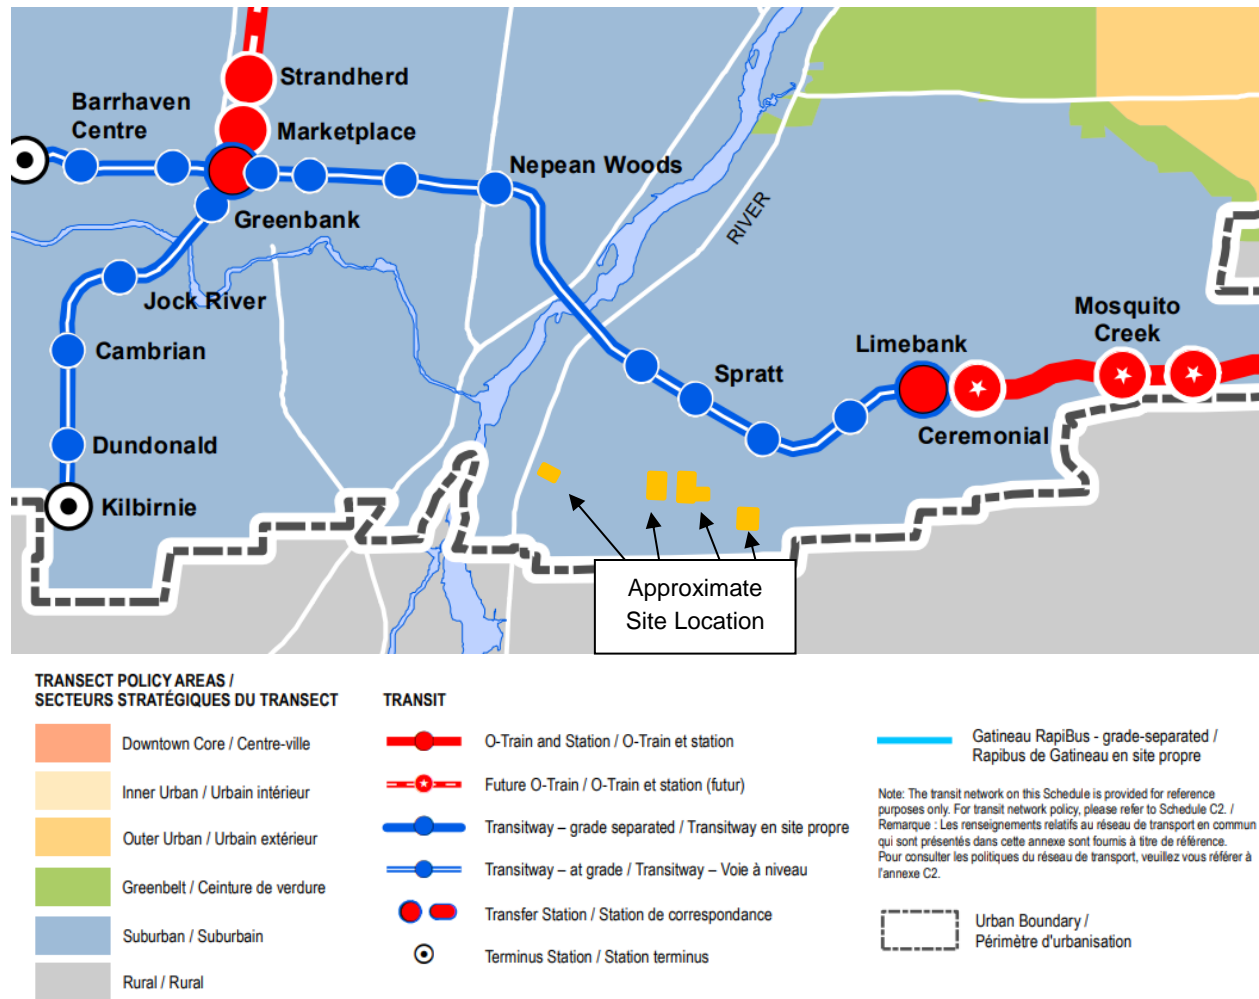 Strandherd
Barrhaven
Centre
Marketplace
Nepean Woods
Greenbank
RIVER
Jock River
Mosquito
Creek
Cambrian
Limebank
Spratt
Ceremonial
Dundonald
Kilbirnie
Approximate
Site Location
TRANSECT POLICY AREAS /
SECTEURS STRATÉGIQUES DU TRANSECT
Downtown Core / Centre-ville
Inner Urban / Urbain intérieur
Outer Urban / Urbain extérieur
Greenbelt / Ceinture de verdure
Suburban / Suburbain
Rural / Rural
TRANSIT
O-Train and Station / O-Train et station
Future O-Train / O-Train et station (futur)
Transitway – grade separated / Transitway en site propre
Transitway – at grade / Transitway – Voie à niveau
Transfer Station / Station de correspondance
Terminus Station / Station terminus
Gatineau RapiBus - grade-separated /
Rapibus de Gatineau en site propre
Note: The transit network on this Schedule is provided for reference
purposes only. For transit network policy, please refer to Schedule C2. /
Remarque : Les renseignements relatifs au réseau de transport en commun
qui sont présentés dans cette annexe sont fournis à titre de référence.
Pour consulter les politiques du réseau de transport, veuillez vous référer à
l'annexe C2.
Urban Boundary /
Périmètre d'urbanisation